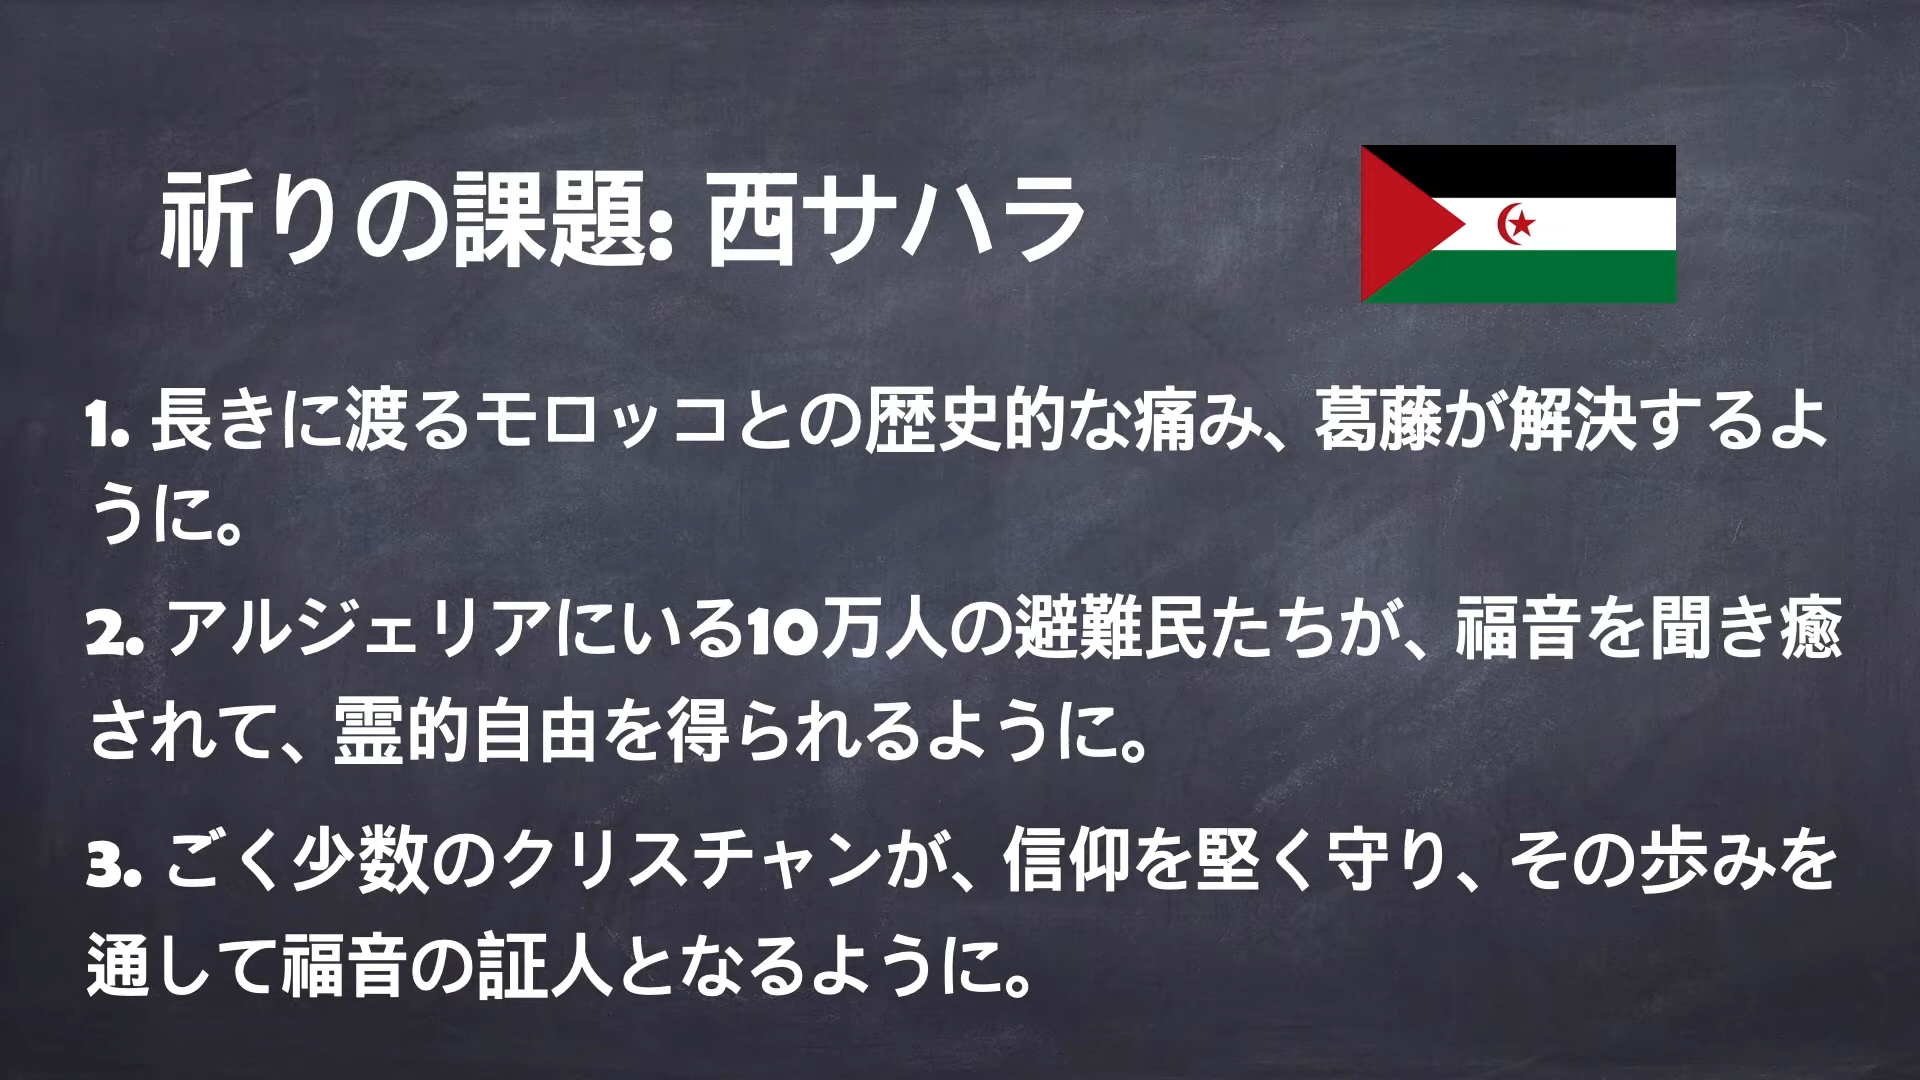 祈りの課題: 西サハラ
1. 長きに渡るモロッコとの歴史的な痛み、葛藤が解決するよ
うに。
2. アルジェリアにいる10万人の避難民たちが、福音を聞き癒
されて、霊的自由を得られるように。
3. ごく少数のクリスチャンが、信仰を堅く守り、その歩みを
通して福音の証人となるように。